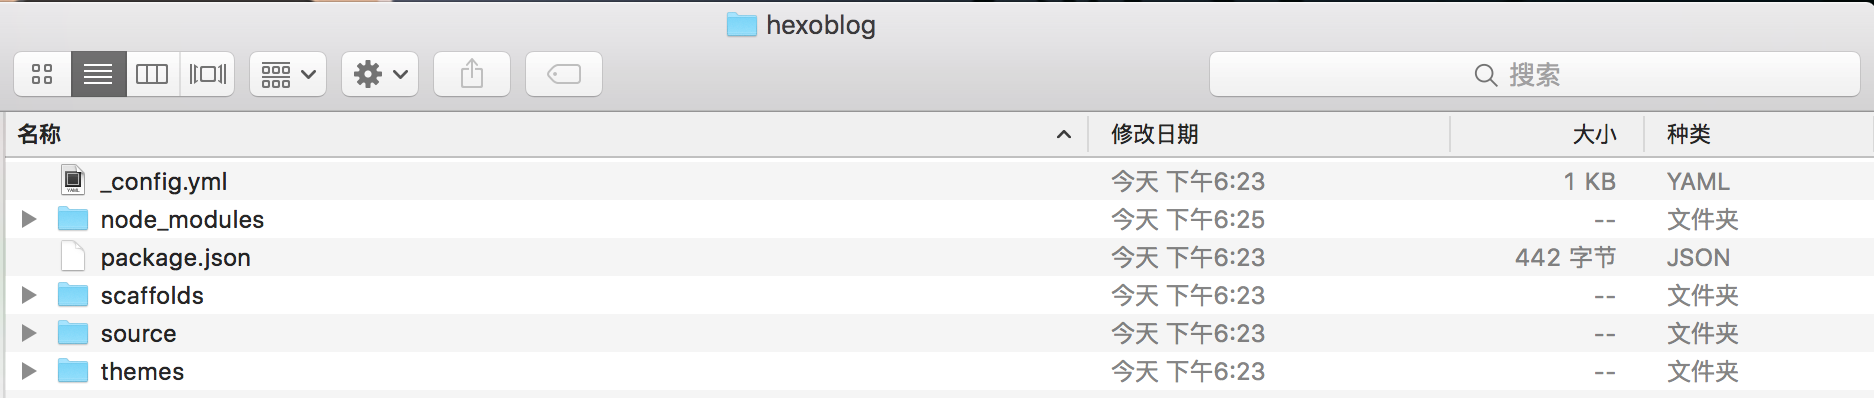 hexoblog
搜索
名称 修改日期 大小 种类
_config.yml 今天 下午6:23 1 KB YAML
node_modules 今天 下午6:25 -- 文件夹
package.json 今天 下午6:23 442 字节 JSON
scaffolds 今天 下午6:23 -- 文件夹
source 今天 下午6:23 -- 文件夹
themes 今天 下午6:23 -- 文件夹